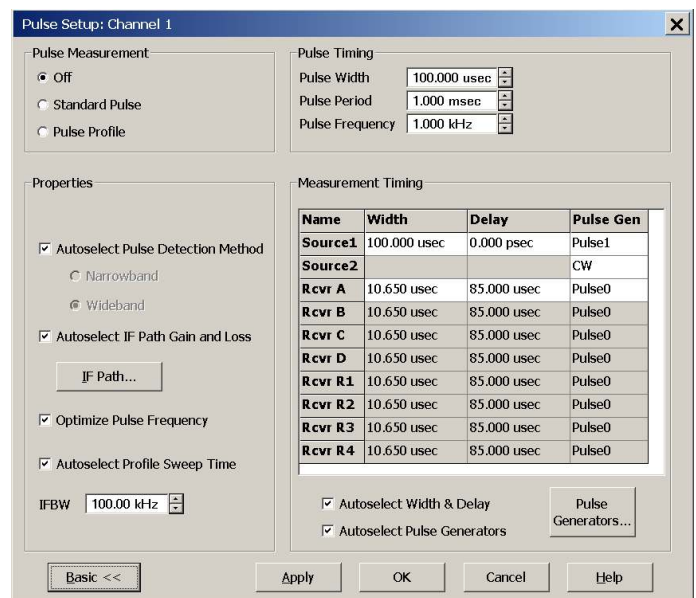 Pulse Setup: Channel 1
Pulse Measurement
Off
Standard Pulse
Pulse Profile
Pulse Timing
Pulse Width 100.000 usec
Pulse Period 1.000 msec
Pulse Frequency 1.000 kHz
Properties
Autoselect Pulse Detection Method
Narrowband
Wideband
Autoselect IF Path Gain and Loss
IF Path...
Optimize Pulse Frequency
Autoselect Profile Sweep Time
IFBW 100.00 kHz
Measurement Timing
Name Width Delay Pulse Gen
Source1 100.000 usec 0.000 psec Pulse1
Source2 CW
Rcvr A 10.650 usec 85.000 usec Pulse0
Rcvr B 10.650 usec 85.000 usec Pulse0
Rcvr C 10.650 usec 85.000 usec Pulse0
Rcvr D 10.650 usec 85.000 usec Pulse0
Rcvr R1 10.650 usec 85.000 usec Pulse0
Rcvr R2 10.650 usec 85.000 usec Pulse0
Rcvr R3 10.650 usec 85.000 usec Pulse0
Rcvr R4 10.650 usec 85.000 usec Pulse0
Autoselect Width & Delay
Autoselect Pulse Generators
Pulse
Generators...
Basic << Apply OK Cancel Help